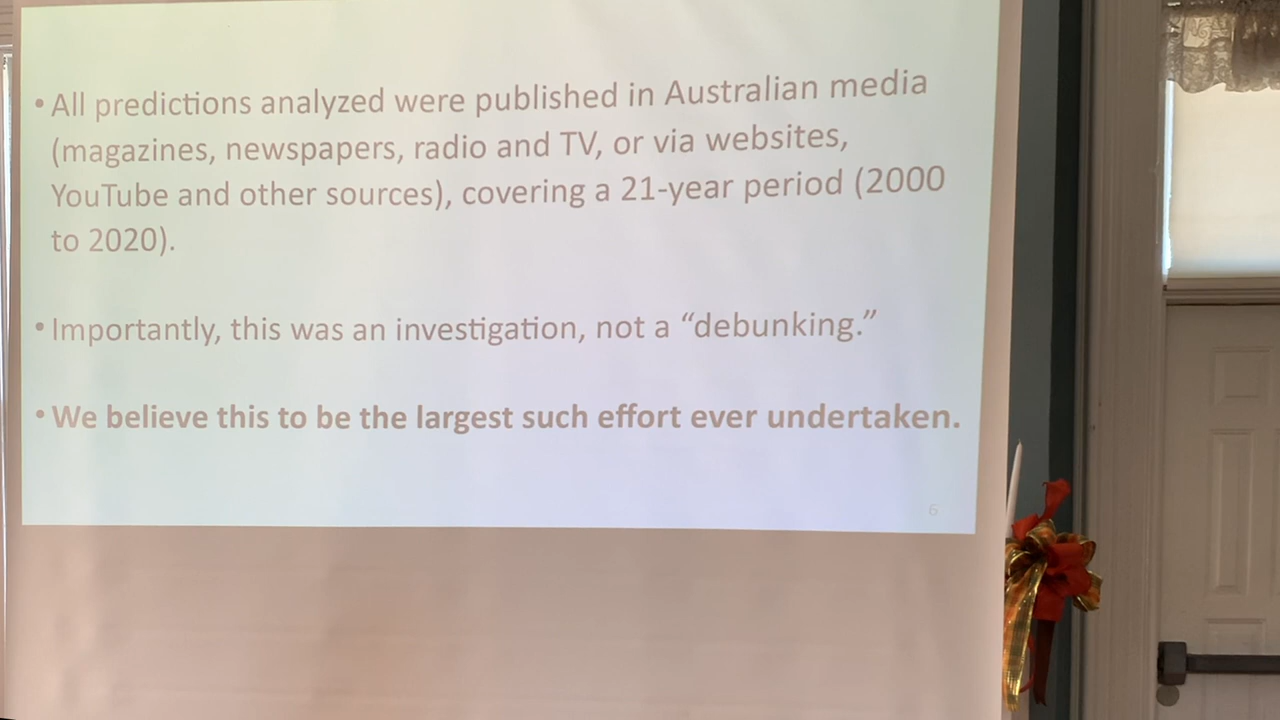 • All predictions analyzed were published in Australian media
(magazines, newspapers, radio and TV, or via websites,
YouTube and other sources), covering a 21-year period (2000
to 2020).
• Importantly, this was an investigation, not a “debunking.”
• We believe this to be the largest such effort ever undertaken.
6